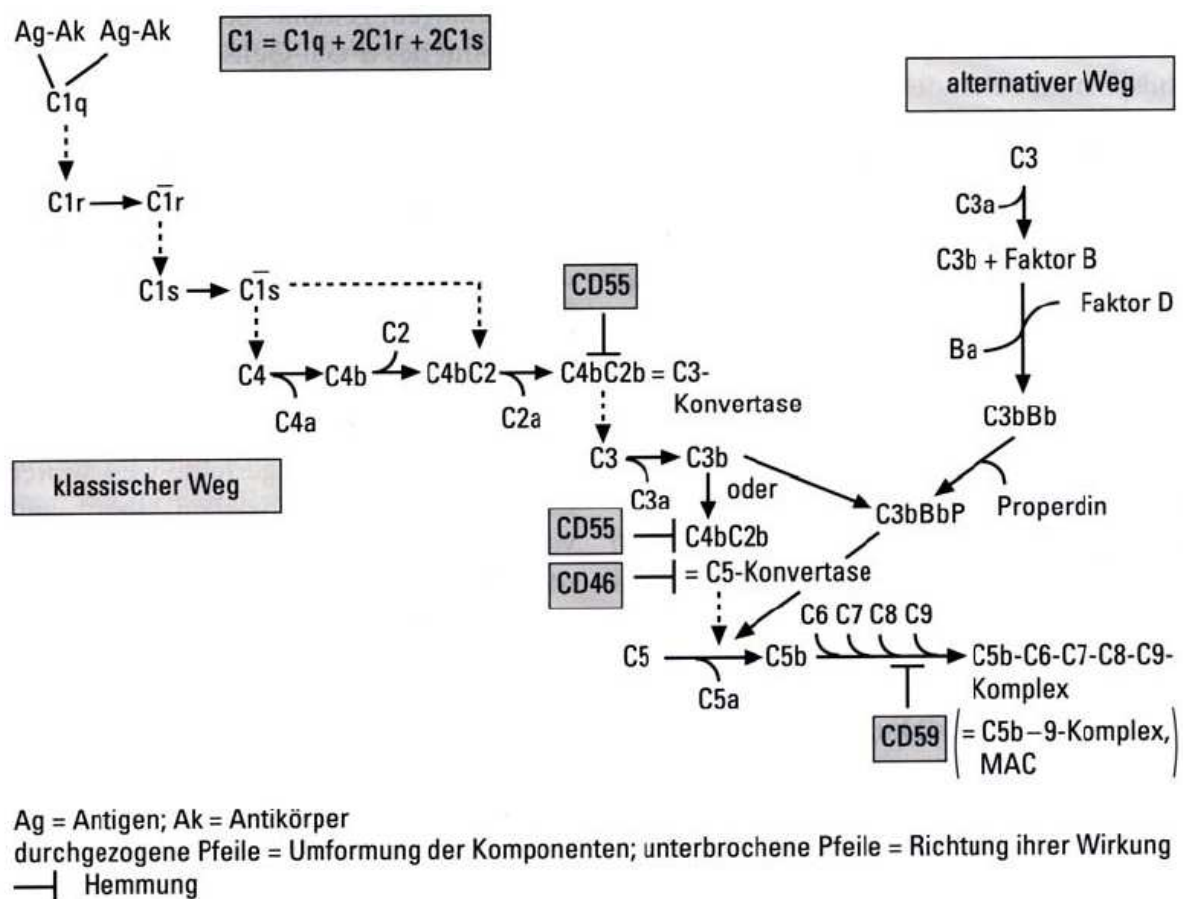 Ag-Ak Ag-Ak
C1 = C1q + 2C1r + 2C1s
alternativer Weg
C1q
C1r C1̅r
C1s C1̅s
C4 C4b C2 C4bC2 C4bC2b = C3-
Konvertase
C4a C2a
CD55
klassischer Weg
C3
C3a
C3b + Faktor B
Faktor D
Ba
C3bBb
Properdin
C3bBbP
C3 C3b
C3a oder
CD55 C4bC2b
CD46 = C5-Konvertase
C6 C7 C8 C9
C5 C5b C5b-C6-C7-C8-C9-
Komplex
C5a
CD59 (= C5b–9-Komplex,
MAC)
Ag = Antigen; Ak = Antikörper
durchgezogene Pfeile = Umformung der Komponenten; unterbrochene Pfeile = Richtung ihrer Wirkung
Hemmung